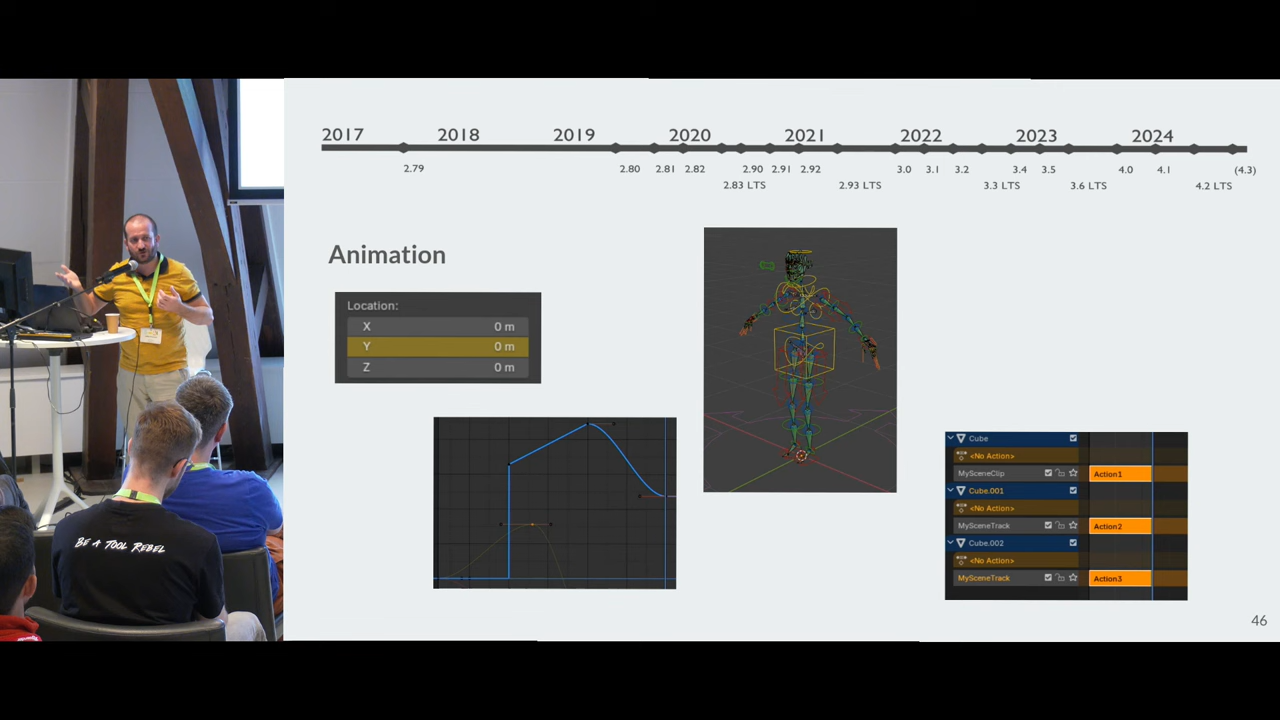 2017 2018 2019 2020 2021 2022 2023 2024
2.79 2.80 2.81 2.82 2.90 2.91 2.92 3.0 3.1 3.2 3.4 3.5 4.0 4.1 (4.3)
2.83 LTS 2.93 LTS 3.3 LTS 3.6 LTS 4.2 LTS
Animation
Location:
X 0 m
Y 0 m
Z 0 m
Cube
<No Action>
MySceneClip Action1
Cube.001
<No Action>
MySceneTrack Action2
Cube.002
<No Action>
MySceneTrack Action3
BE A TOOL REBEL
46